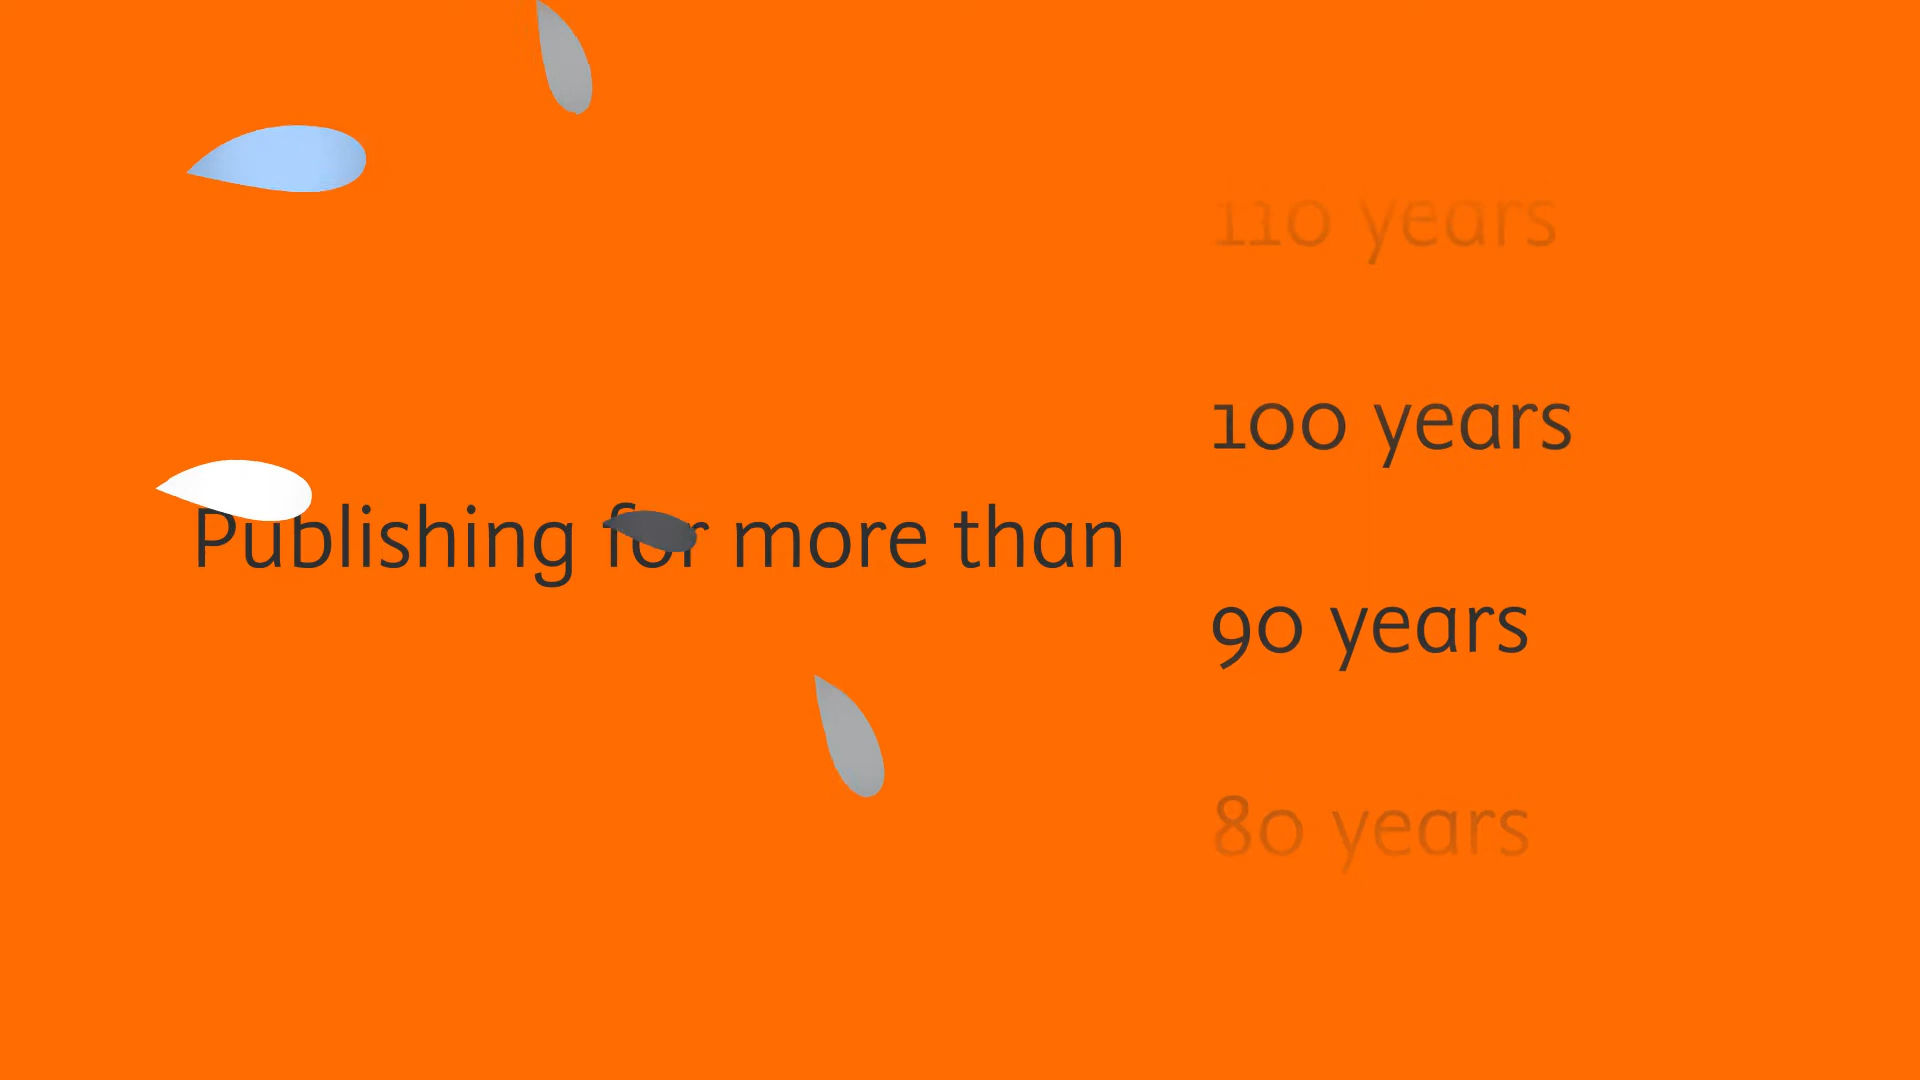 110 years
100 years
Publishing for more than
90 years
80 years